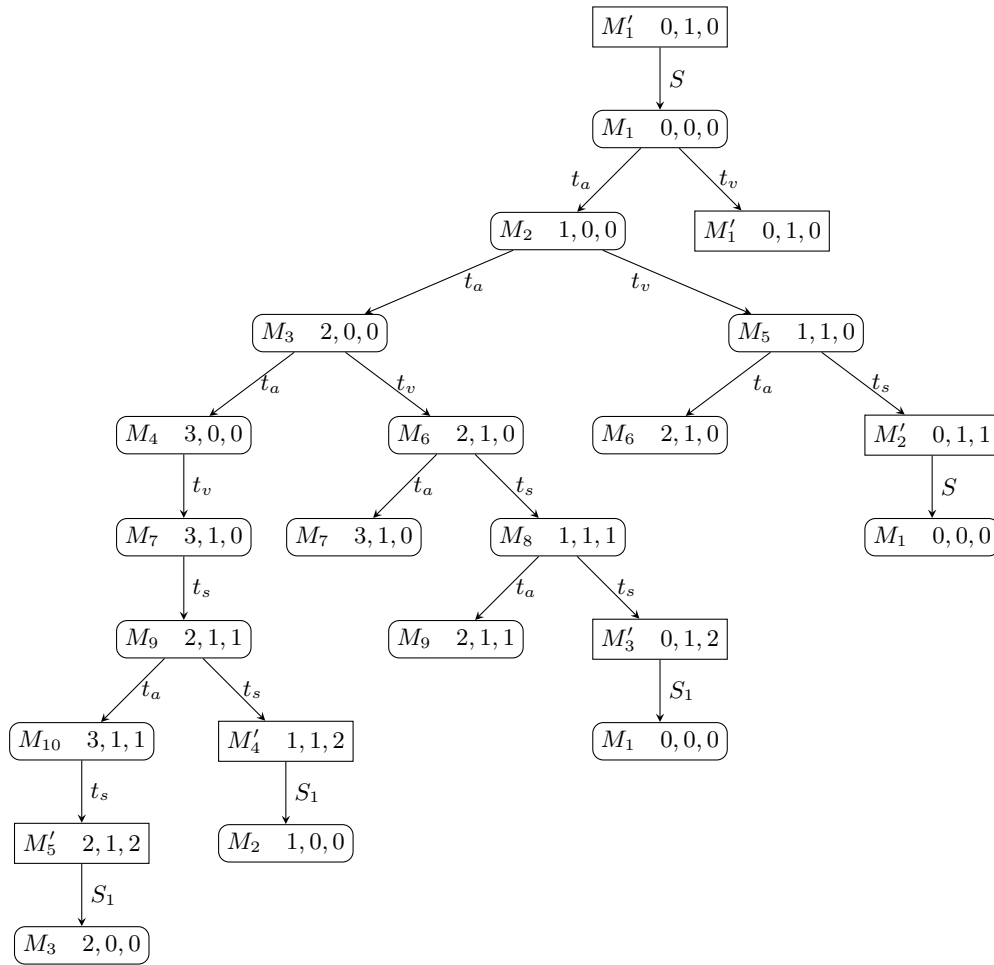 M′₁ 0, 1, 0
S
M₁ 0, 0, 0
tₐ tᵥ
M₂ 1, 0, 0 M′₁ 0, 1, 0
tₐ tᵥ
M₃ 2, 0, 0 M₅ 1, 1, 0
tₐ tᵥ tₐ tₛ
M₄ 3, 0, 0 M₆ 2, 1, 0 M₆ 2, 1, 0 M′₂ 0, 1, 1
tᵥ tₐ tₛ S
M₇ 3, 1, 0 M₇ 3, 1, 0 M₈ 1, 1, 1 M₁ 0, 0, 0
tₛ tₐ tₛ
M₉ 2, 1, 1 M₉ 2, 1, 1 M′₃ 0, 1, 2
tₐ tₛ S₁
M₁₀ 3, 1, 1 M′₄ 1, 1, 2 M₁ 0, 0, 0
tₛ S₁
M′₅ 2, 1, 2 M₂ 1, 0, 0
S₁
M₃ 2, 0, 0